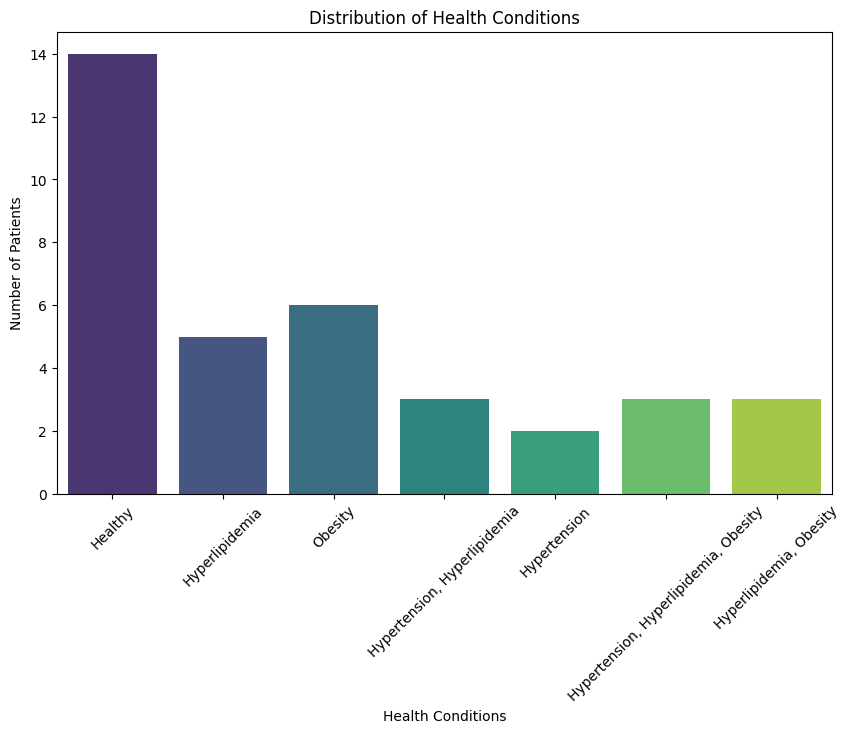 Distribution of Health Conditions
Number of Patients
14
12
10
8
6
4
2
0
Healthy
Hyperlipidemia
Obesity
Hypertension, Hyperlipidemia
Hypertension
Hypertension, Hyperlipidemia, Obesity
Hyperlipidemia, Obesity
Health Conditions